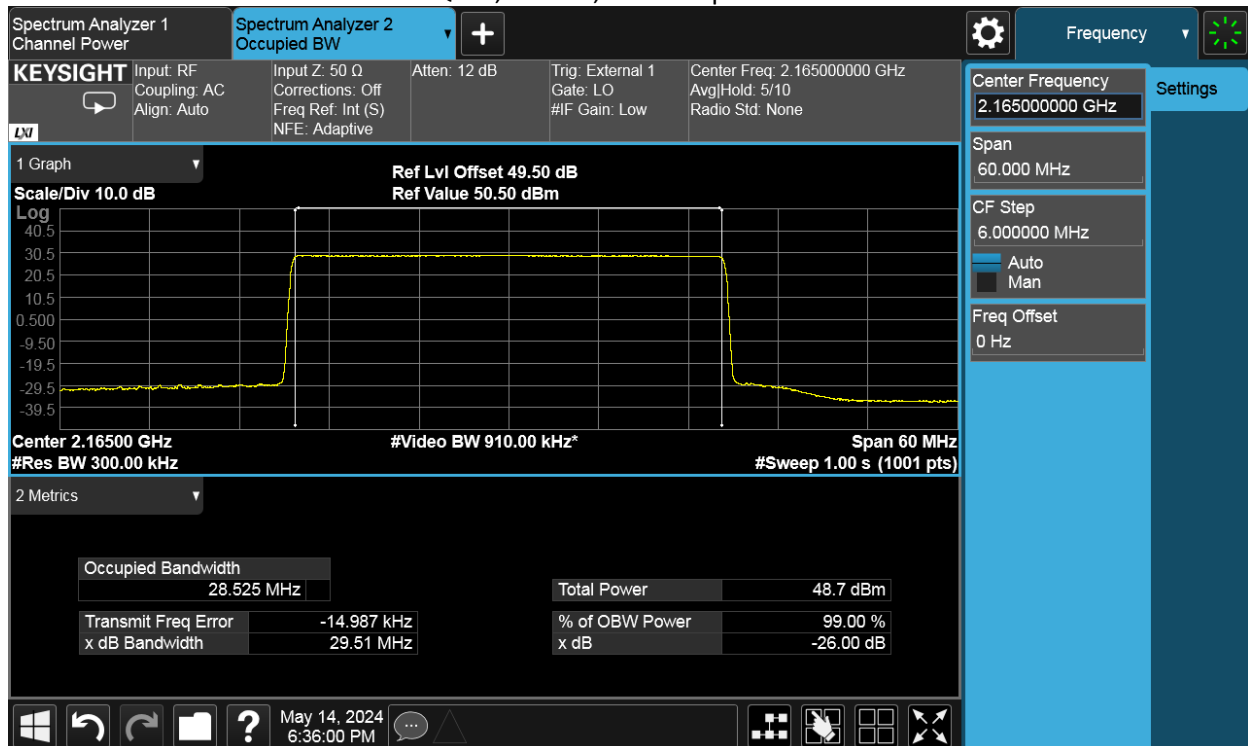 Spectrum Analyzer 1
Channel Power
Spectrum Analyzer 2
Occupied BW
Frequency
KEYSIGHT
LXI
Input: RF
Coupling: AC
Align: Auto
Input Z: 50 Ω
Corrections: Off
Freq Ref: Int (S)
NFE: Adaptive
Atten: 12 dB
Trig: External 1
Gate: LO
#IF Gain: Low
Center Freq: 2.165000000 GHz
Avg|Hold: 5/10
Radio Std: None
Center Frequency
2.165000000 GHz
Settings
Span
60.000 MHz
CF Step
6.000000 MHz
Auto
Man
Freq Offset
0 Hz
1 Graph
Scale/Div 10.0 dB
Ref Lvl Offset 49.50 dB
Ref Value 50.50 dBm
Log
40.5
30.5
20.5
10.5
0.500
-9.50
-19.5
-29.5
-39.5
Center 2.16500 GHz
#Res BW 300.00 kHz
#Video BW 910.00 kHz*
Span 60 MHz
#Sweep 1.00 s (1001 pts)
2 Metrics
Occupied Bandwidth
28.525 MHz
Transmit Freq Error -14.987 kHz
x dB Bandwidth 29.51 MHz
Total Power 48.7 dBm
% of OBW Power 99.00 %
x dB -26.00 dB
May 14, 2024
6:36:00 PM